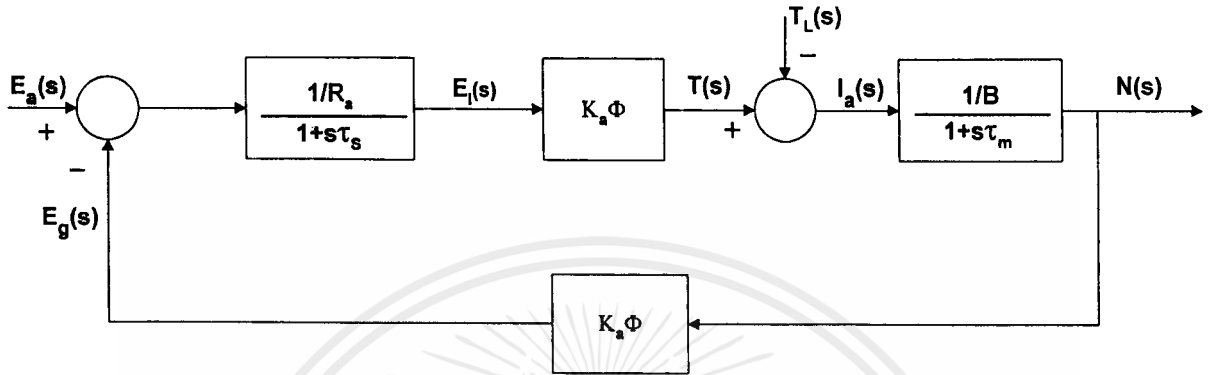 T_L(s)
E_a(s)
+
−
1/R_a
1+sτ_s
E_i(s)
K_aΦ
T(s)
+
−
I_a(s)
1/B
1+sτ_m
N(s)
E_g(s)
K_aΦ